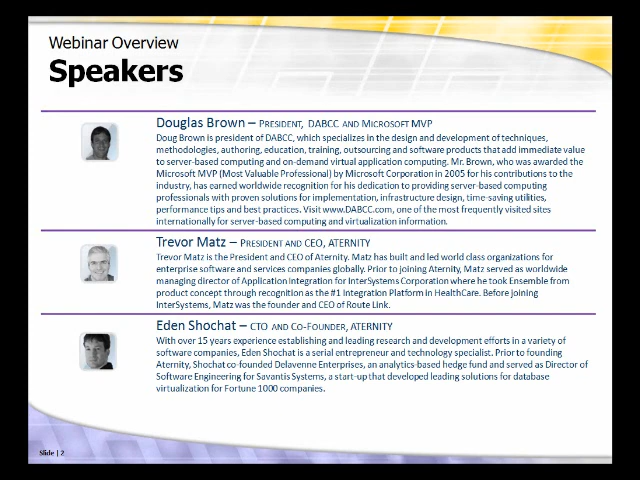 Webinar Overview
Speakers
Douglas Brown – President, DABCC and Microsoft MVP
Doug Brown is president of DABCC, which specializes in the design and development of techniques,
methodologies, authoring, education, training, outsourcing and software products that add immediate value
to server-based computing and on-demand virtual application computing. Mr. Brown, who was awarded the
Microsoft MVP (Most Valuable Professional) by Microsoft Corporation in 2005 for his contributions to the
industry, has earned worldwide recognition for his dedication to providing server-based computing
professionals with proven solutions for implementation, infrastructure design, time-saving utilities,
performance tips and best practices. Visit www.DABCC.com, one of the most frequently visited sites
internationally for server-based computing and virtualization information.
Trevor Matz – President and CEO, Aternity
Trevor Matz is the President and CEO of Aternity. Matz has built and led world class organizations for
enterprise software and services companies globally. Prior to joining Aternity, Matz served as worldwide
managing director of Application Integration for InterSystems Corporation where he took Ensemble from
product concept through recognition as the #1 Integration Platform in HealthCare. Before joining
InterSystems, Matz was the founder and CEO of Route Link.
Eden Shochat – CTO and Co-Founder, Aternity
With over 15 years experience establishing and leading research and development efforts in a variety of
software companies, Eden Shochat is a serial entrepreneur and technology specialist. Prior to founding
Aternity, Shochat co-founded Delavenne Enterprises, an analytics-based hedge fund and served as Director of
Software Engineering for Savantis Systems, a start-up that developed leading solutions for database
virtualization for Fortune 1000 companies.
Slide | 2